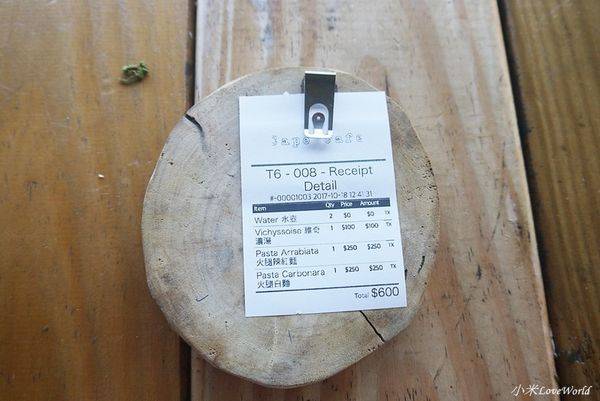 Cafe
T6 - 008 - Receipt
Detail
#-00001003 2017-10-18 12:41:31
Item Qty Price Amount
Water 水壺 2 $0 $0 TX
Vichyssoise 維奇 1 $100 $100 TX
濃湯
Pasta Arrabiata 1 $250 $250 TX
火腿辣紅麵
Pasta Carbonara 1 $250 $250 TX
火腿白麵
Total $600
小米LoveWorld